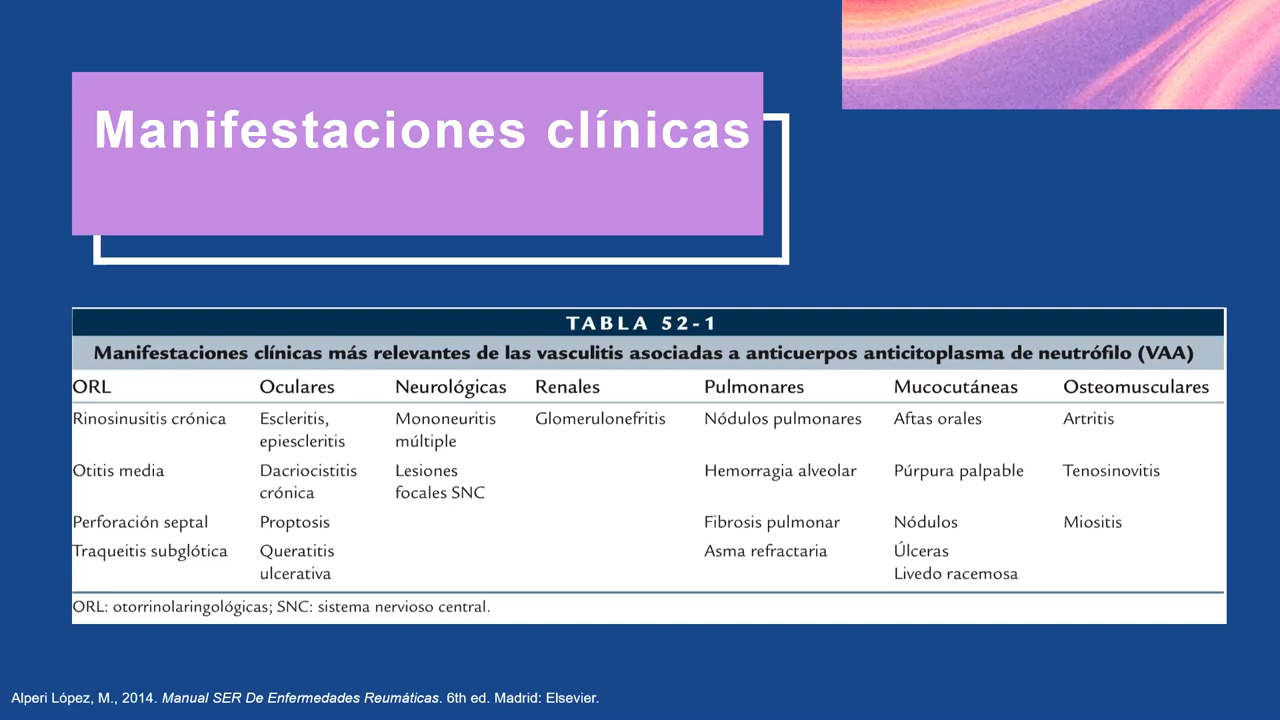 Manifestaciones clínicas
TABLA 52-1
Manifestaciones clínicas más relevantes de las vasculitis asociadas a anticuerpos anticitoplasma de neutrófilo (VAA)
ORL Oculares Neurológicas Renales Pulmonares Mucocutáneas Osteomusculares
Rinosinusitis crónica Escleritis, Mononeuritis Glomerulonefritis Nódulos pulmonares Aftas orales Artritis
epiescleritis múltiple
Otitis media Dacriocistitis Lesiones Hemorragia alveolar Púrpura palpable Tenosinovitis
crónica focales SNC
Perforación septal Proptosis Fibrosis pulmonar Nódulos Miositis
Traqueitis subglótica Queratitis Asma refractaria Úlceras
ulcerativa Livedo racemosa
ORL: otorrinolaringológicas; SNC: sistema nervioso central.
Alperi López, M., 2014. Manual SER De Enfermedades Reumáticas. 6th ed. Madrid: Elsevier.